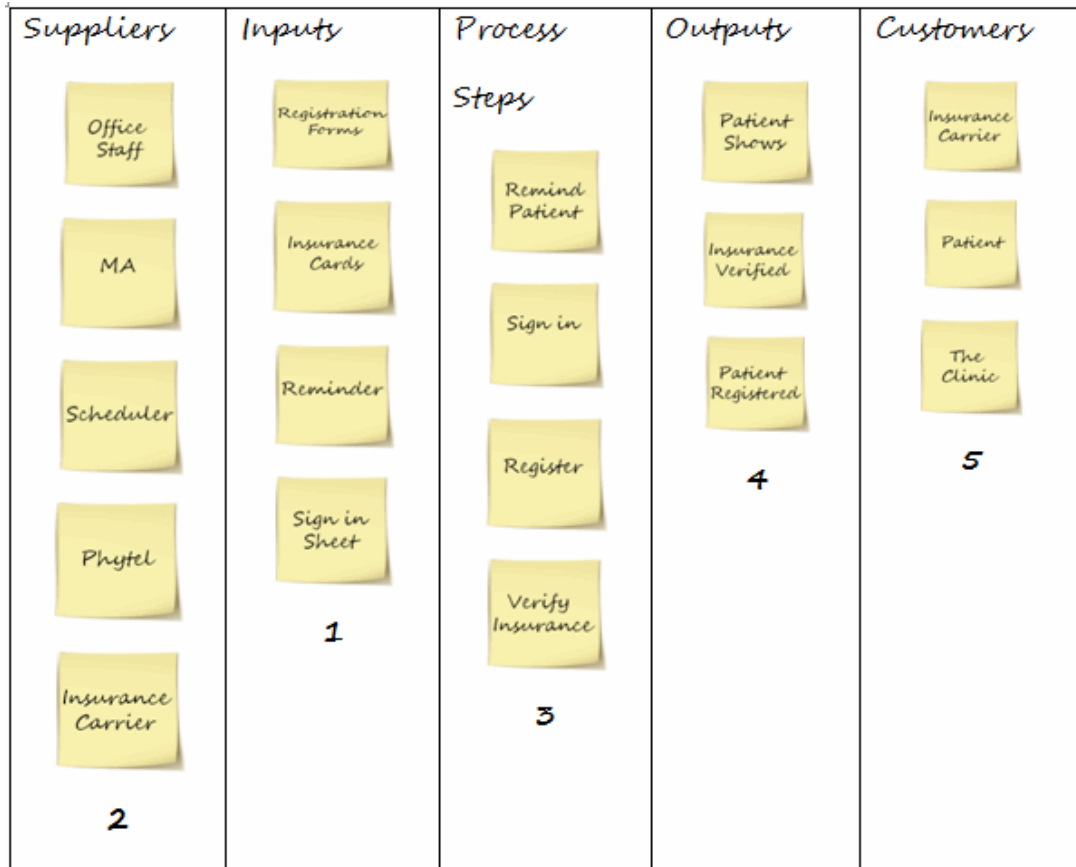 Suppliers
Office
Staff
MA
Scheduler
Phytel
Insurance
Carrier
2
Inputs
Registration
Forms
Insurance
Cards
Reminder
Sign in
Sheet
1
Process
Steps
Remind
Patient
Sign in
Register
Verify
Insurance
3
Outputs
Patient
Shows
Insurance
Verified
Patient
Registered
4
Customers
Insurance
Carrier
Patient
The
Clinic
5